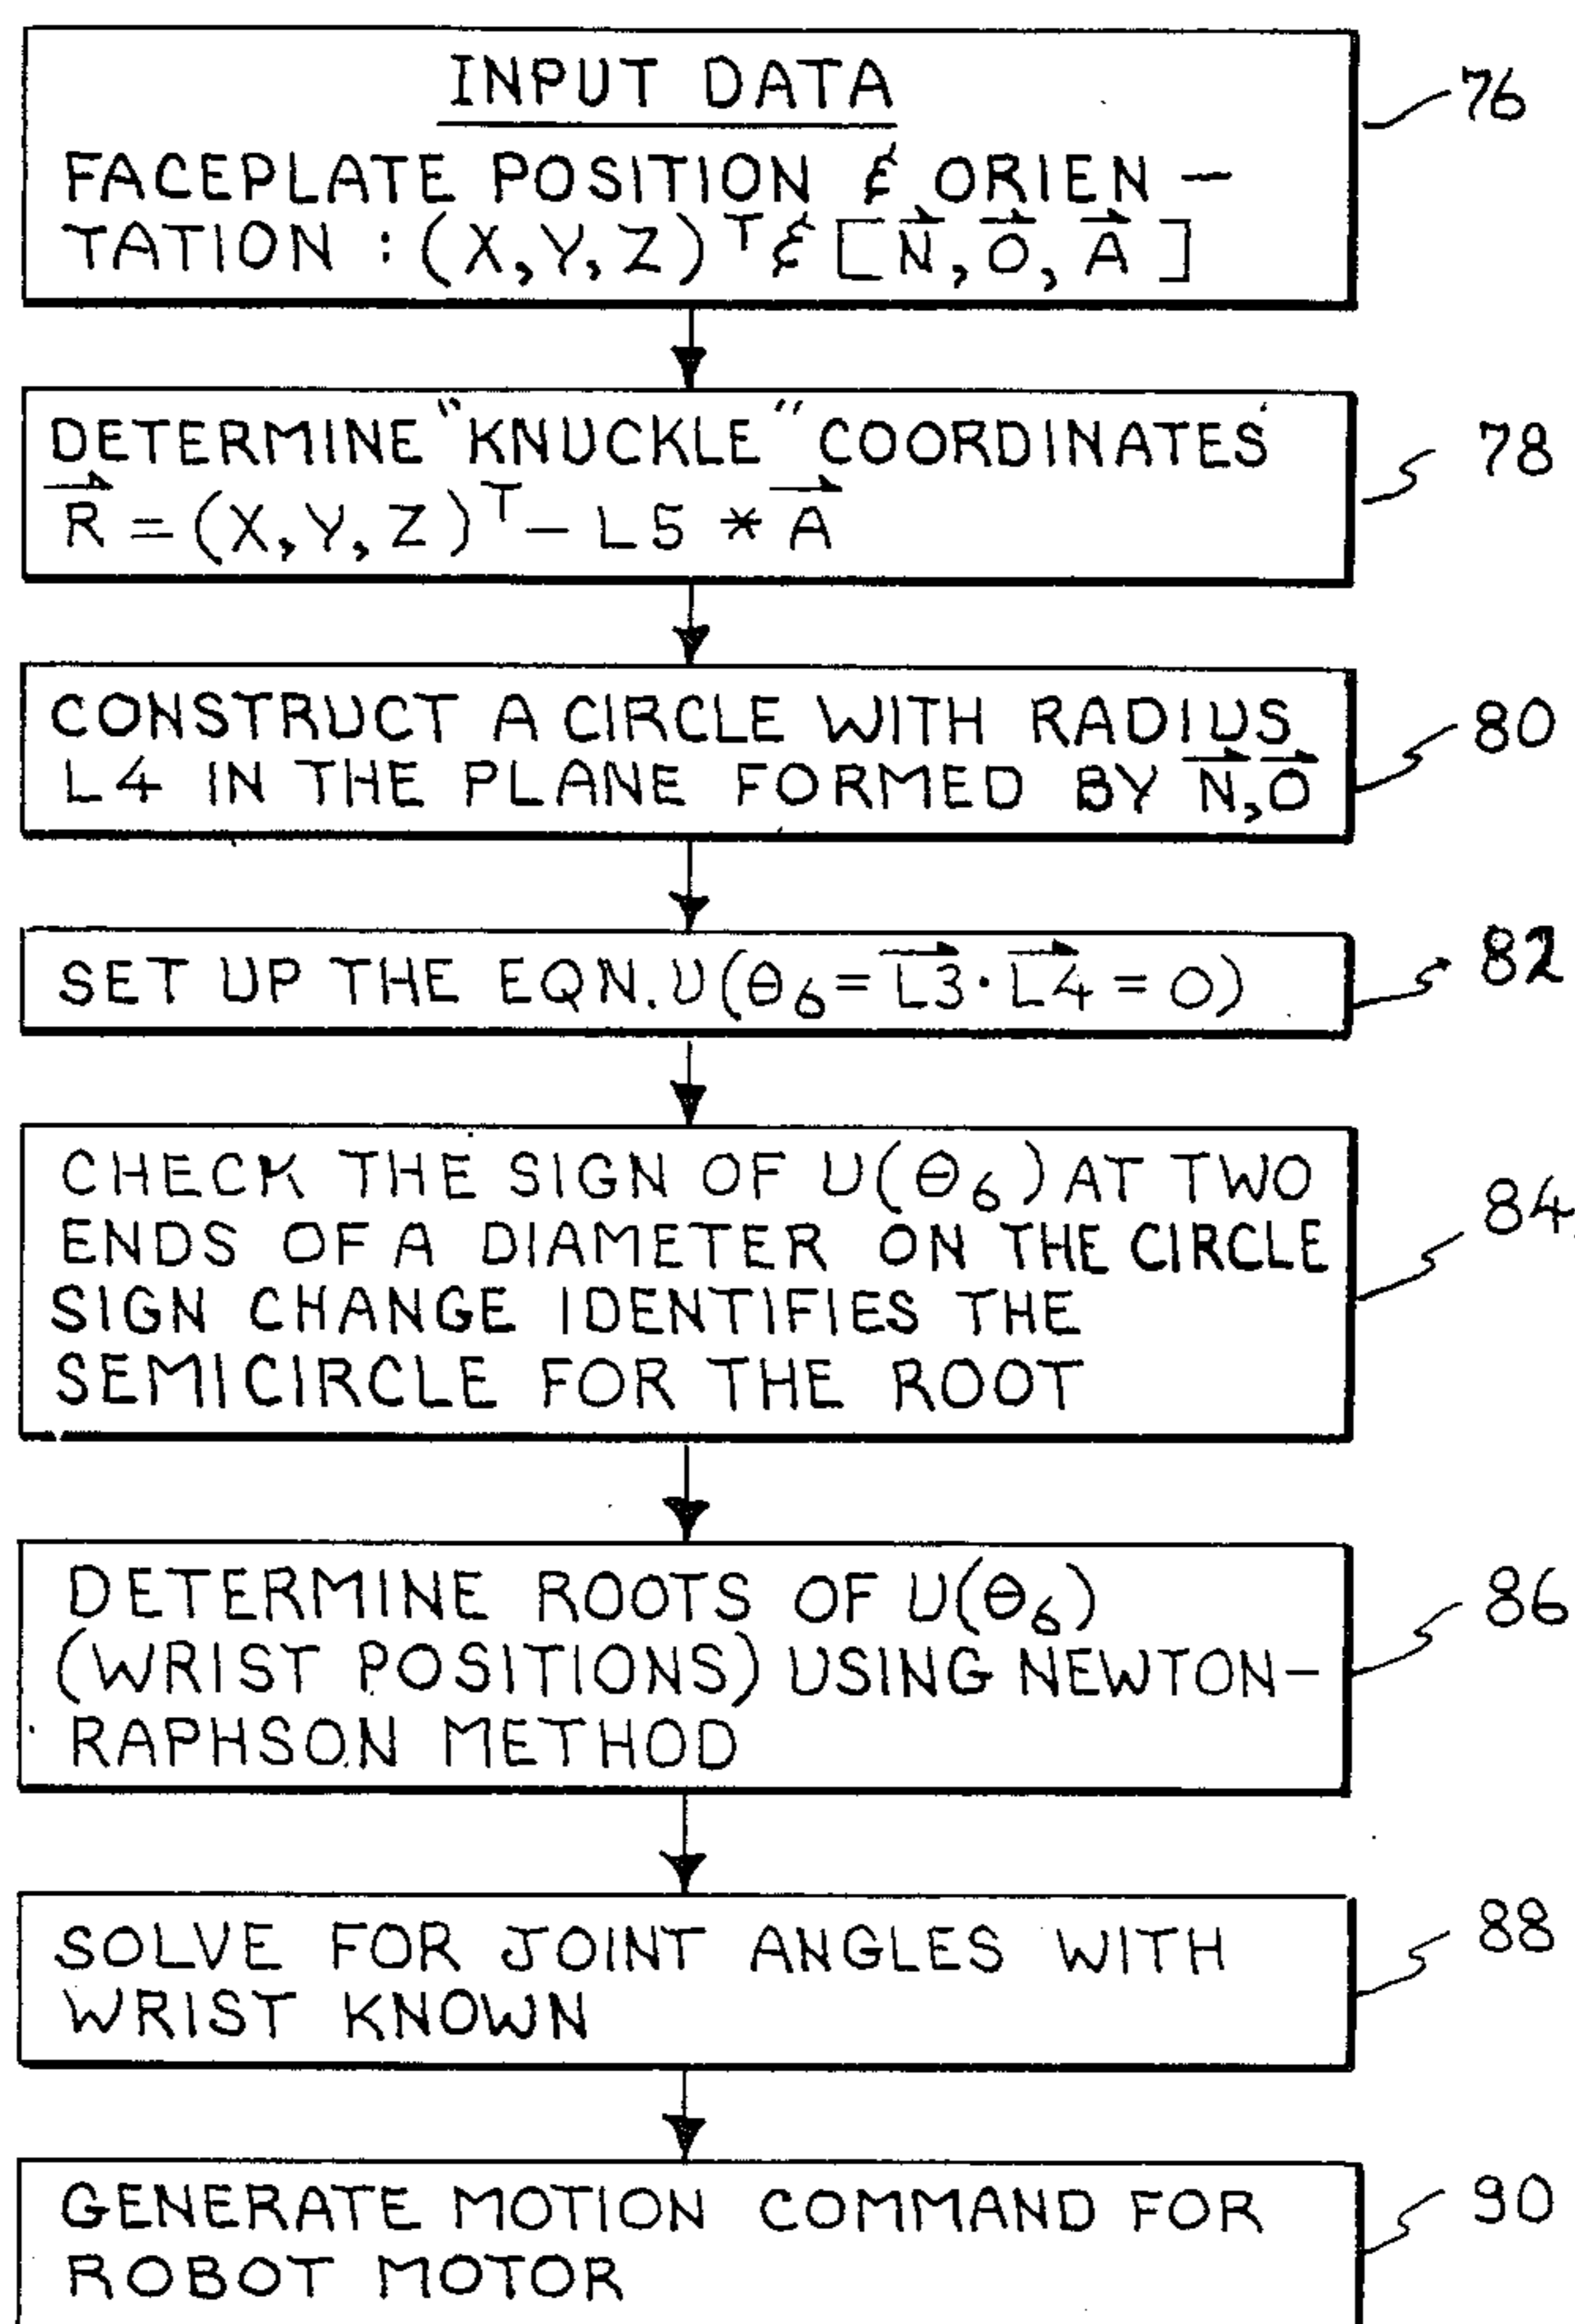 INPUT DATA
FACEPLATE POSITION & ORIEN-
TATION : (X,Y,Z)ᵀ & [N⃗, O⃗, A⃗]
76
DETERMINE "KNUCKLE" COORDINATES
R⃗ = (X,Y,Z)ᵀ - L5 * A⃗
78
CONSTRUCT A CIRCLE WITH RADIUS
L4 IN THE PLANE FORMED BY N⃗,O⃗
80
SET UP THE EQN. U(θ₆ = L⃗3 · L⃗4 = 0)
82
CHECK THE SIGN OF U(θ₆) AT TWO
ENDS OF A DIAMETER ON THE CIRCLE
SIGN CHANGE IDENTIFIES THE
SEMICIRCLE FOR THE ROOT
84
DETERMINE ROOTS OF U(θ₆)
(WRIST POSITIONS) USING NEWTON-
RAPHSON METHOD
86
SOLVE FOR JOINT ANGLES WITH
WRIST KNOWN
88
GENERATE MOTION COMMAND FOR
ROBOT MOTOR
90